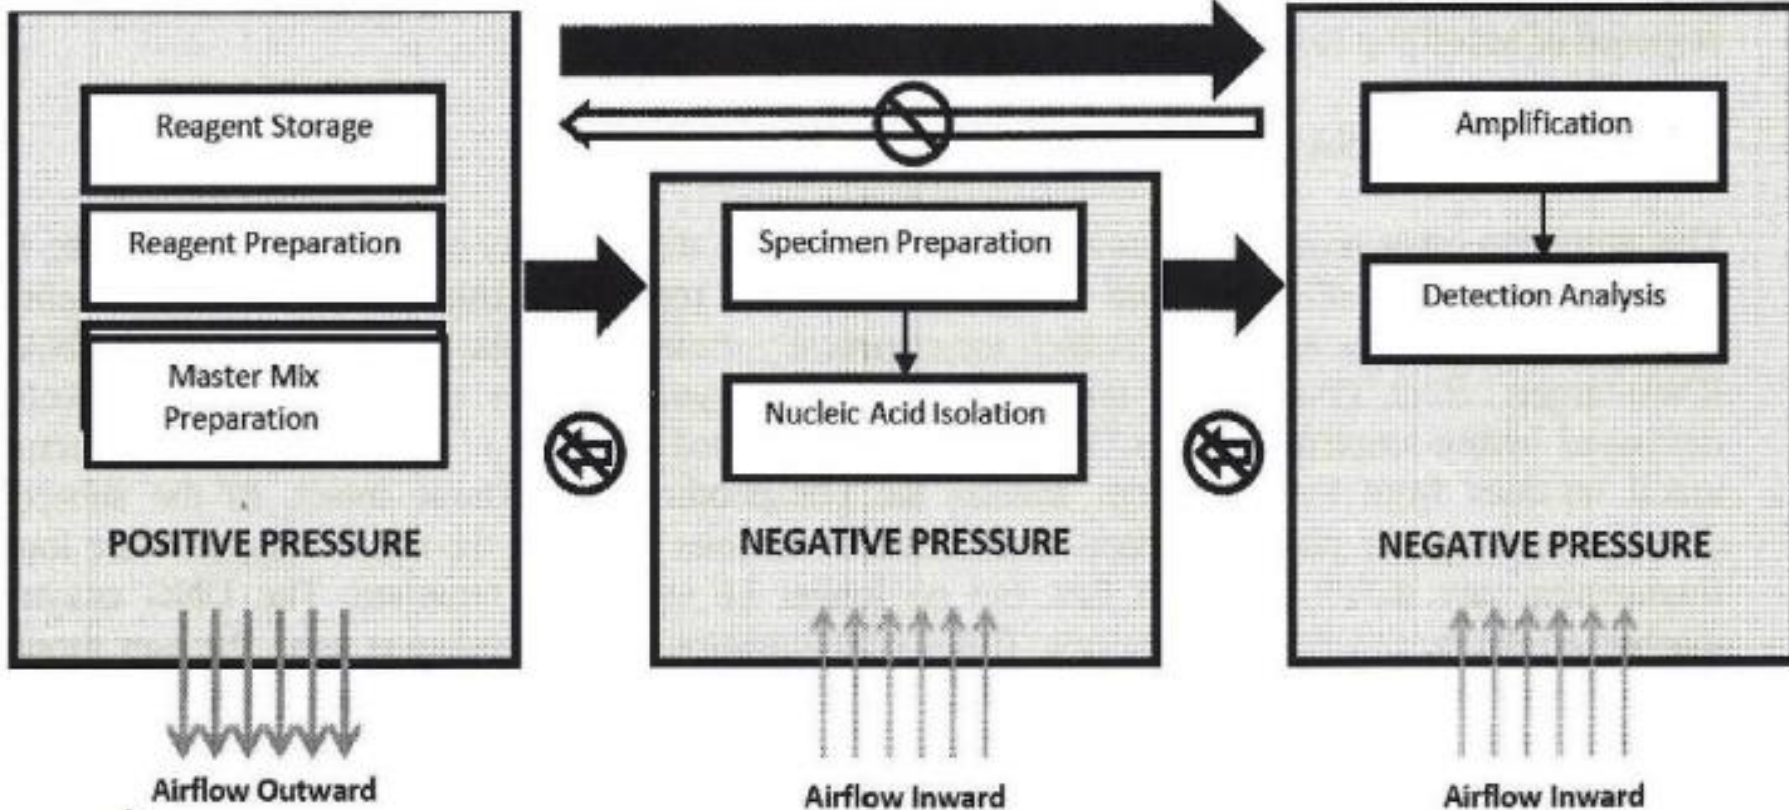 Reagent Storage
Reagent Preparation
Master Mix
Preparation
POSITIVE PRESSURE
Airflow Outward
Specimen Preparation
Nucleic Acid Isolation
NEGATIVE PRESSURE
Airflow Inward
Amplification
Detection Analysis
NEGATIVE PRESSURE
Airflow Inward